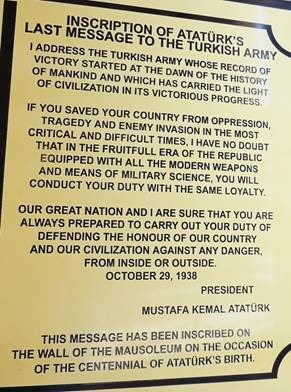 INSCRIPTION OF ATATÜRK'S
LAST MESSAGE TO THE TURKISH ARMY
I ADDRESS THE TURKISH ARMY WHOSE RECORD OF
VICTORY STARTED AT THE DAWN OF THE HISTORY
OF MANKIND AND WHICH HAS CARRIED THE LIGHT
OF CIVILIZATION IN ITS VICTORIOUS PROGRESS.
IF YOU SAVED YOUR COUNTRY FROM OPPRESSION,
TRAGEDY AND ENEMY INVASION IN THE MOST
CRITICAL AND DIFFICULT TIMES, I HAVE NO DOUBT
THAT IN THE FRUITFULL ERA OF THE REPUBLIC
EQUIPPED WITH ALL THE MODERN WEAPONS
AND MEANS OF MILITARY SCIENCE, YOU WILL
CONDUCT YOUR DUTY WITH THE SAME LOYALTY.
OUR GREAT NATION AND I ARE SURE THAT YOU ARE
ALWAYS PREPARED TO CARRY OUT YOUR DUTY OF
DEFENDING THE HONOUR OF OUR COUNTRY
AND OUR CIVILIZATION AGAINST ANY DANGER,
FROM INSIDE OR OUTSIDE.
OCTOBER 29, 1938
PRESIDENT
MUSTAFA KEMAL ATATÜRK
THIS MESSAGE HAS BEEN INSCRIBED ON
THE WALL OF THE MAUSOLEUM ON THE OCCASION
OF THE CENTENNIAL OF ATATÜRK'S BIRTH.